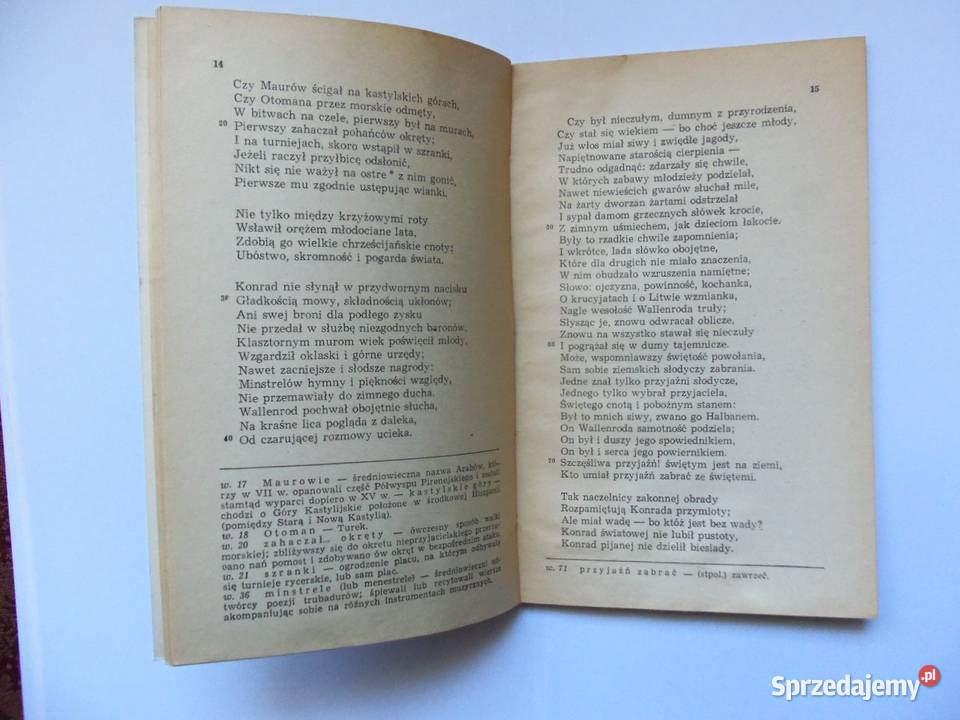 14
Czy Maurów ścigał na kastylskich górach,
Czy Otomana przez morskie odmęty,
W bitwach na czele, pierwszy był na murach,
20 Pierwszy zahaczał pohańców okręty;
I na turniejach, skoro wstąpił w szranki,
Jeżeli raczył przyłbicę odsłonić,
Nikt się nie ważył na ostre * z nim gonić,
Pierwsze mu zgodnie ustępując wianki.
Nie tylko między krzyżowymi roty
Wsławił orężem młodociane lata,
Zdobią go wielkie chrześcijańskie cnoty;
Ubóstwo, skromność i pogarda świata.
Konrad nie słynął w przydwornym nacisku
30 Gładkością mowy, składnością ukłonów;
Ani swej broni dla podłego zysku
Nie przedał w służbę niezgodnych baronów.
Klasztornym murom wiek poświęcił młody,
Wzgardził oklaski i górne urzędy;
Nawet zacniejsze i słodsze nagrody:
Minstrelów hymny i piękności względy,
Nie przemawiały do zimnego ducha.
Wallenrod pochwał obojętnie słucha,
Na kraśne lica pogląda z daleka,
40 Od czarującej rozmowy ucieka.
w. 17 Maurowie — średniowieczna nazwa Arabów, któ-
rzy w VII w. opanowali część Półwyspu Pirenejskiego i zostali
stamtąd wyparci dopiero w XV w. — kastylskie góry —
chodzi o Góry Kastylijskie położone w środkowej Hiszpanii
(pomiędzy Starą i Nową Kastylią).
w. 18 Otoman — Turek.
w. 20 zahaczał... okręty — ówczesny sposób walki
morskiej; zbliżywszy się do okrętu nieprzyjacielskiego przerzu-
cano nań pomost i zdobywano ów okręt w bezpośrednim ataku.
w. 21 szranki — ogrodzenie placu, na którym odbywały
się turnieje rycerskie, lub sam plac.
w. 36 minstrele (lub menestrele) — średniowieczni
twórcy poezji trubadurów; śpiewali lub recytowali wiersze
akompaniując sobie na różnych instrumentach muzycznych.
15
Czy był nieczułym, dumnym z przyrodzenia,
Czy stał się wiekiem — bo choć jeszcze młody,
Już włos miał siwy i zwiędłe jagody,
Napiętnowane starością cierpienia —
Trudno odgadnąć: zdarzały się chwile,
W których zabawy młodzieży podzielał,
Nawet niewieścich gwarów słuchał mile,
Na żarty dworzan żartami odstrzelał
I sypał damom grzecznych słówek krocie,
50 Z zimnym uśmiechem, jak dzieciom łakocie.
Były to rzadkie chwile zapomnienia;
I wkrótce, lada słówko obojętne,
Które dla drugich nie miało znaczenia,
W nim obudzało wzruszenia namiętne;
Słowo: ojczyzna, powinność, kochanka,
O krucyjatach i o Litwie wzmianka,
Nagle wesołość Wallenroda truły;
Słysząc je, znowu odwracał oblicze,
Znowu na wszystko stawał się nieczuły
60 I pogrążał się w dumy tajemnicze.
Może, wspomniawszy świętość powołania,
Sam sobie ziemskich słodyczy zabrania.
Jedne znał tylko przyjaźni słodycze,
Jednego tylko wybrał przyjaciela,
Świętego cnotą i pobożnym stanem:
Był to mnich siwy, zwano go Halbanem.
On Wallenroda samotność podziela;
On był i duszy jego spowiednikiem,
On był i serca jego powiernikiem.
70 Szczęśliwa przyjaźń! świętym jest na ziemi,
Kto umiał przyjaźń zabrać ze świętemi.
Tak naczelnicy zakonnej obrady
Rozpamiętują Konrada przymioty;
Ale miał wadę — bo któż jest bez wady?
Konrad światowej nie lubił pustoty,
Konrad pijanej nie dzielił biesiady.
w. 71 przyjaźń zabrać — (stpol.) zawrzeć.
Sprzedajemy.pl